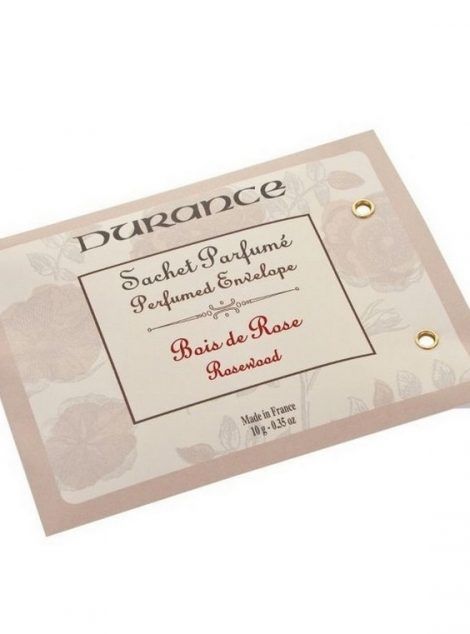 DURANCE
Sachet Parfumé
Perfumed Envelope
Bois de Rose
Rosewood
Made in France
10 g - 0.35 oz